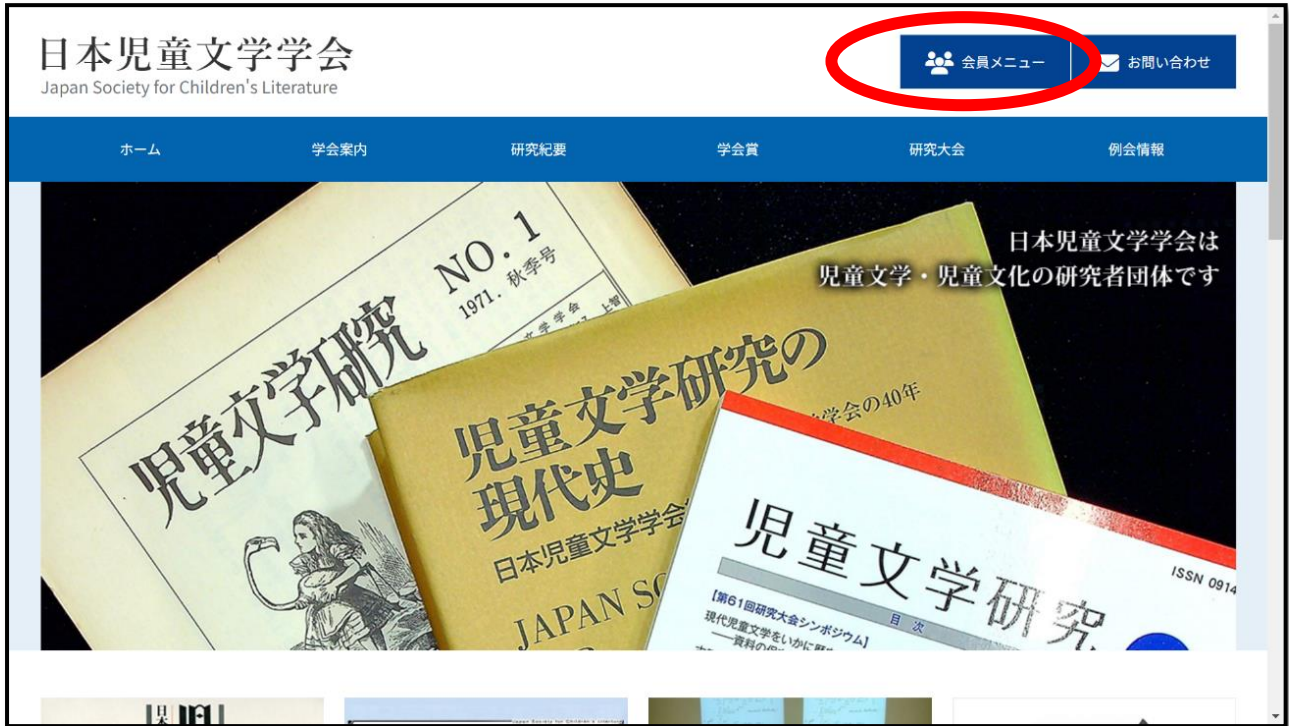 日本児童文学学会
Japan Society for Children's Literature
会員メニュー
お問い合わせ
ホーム
学会案内
研究紀要
学会賞
研究大会
例会情報
日本児童文学学会は
児童文学・児童文化の研究者団体です
NO. 1
1971. 秋季号
児童文学研究
児童文学研究の
現代史
学会の40年
日本児童文学学会
JAPAN SO
児童文学研究
ISSN 0914
目 次
【第61回研究大会シンポジウム】
現代児童文学をいかに歴